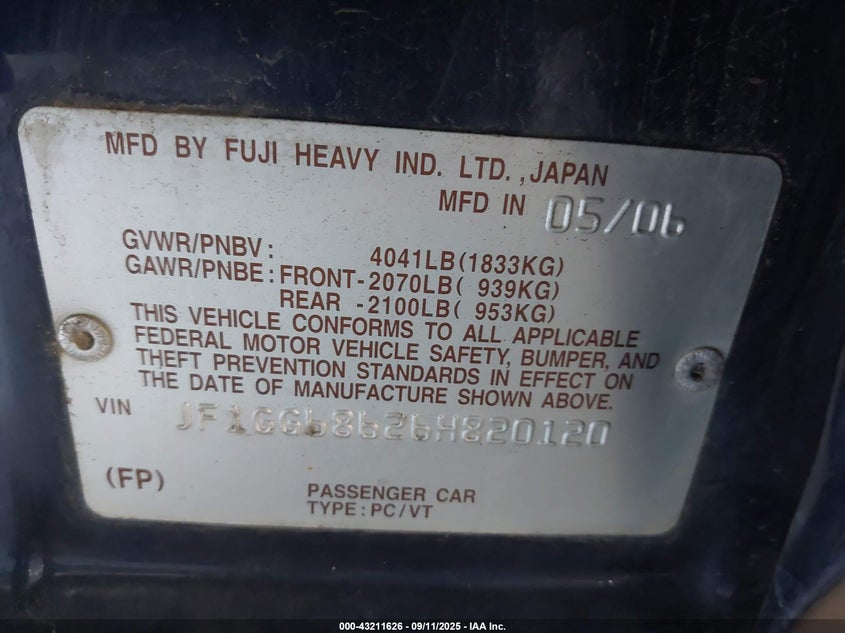 MFD BY FUJI HEAVY IND. LTD., JAPAN
MFD IN 05/06
GVWR/PNBV: 4041LB(1833KG)
GAWR/PNBE: FRONT-2070LB( 939KG)
REAR -2100LB( 953KG)
THIS VEHICLE CONFORMS TO ALL APPLICABLE
FEDERAL MOTOR VEHICLE SAFETY, BUMPER, AND
THEFT PREVENTION STANDARDS IN EFFECT ON
THE DATE OF MANUFACTURE SHOWN ABOVE.
VIN JF1GG68626H820120
(FP)
PASSENGER CAR
TYPE: PC/VT
000-43211626 - 09/11/2025 - IAA Inc.